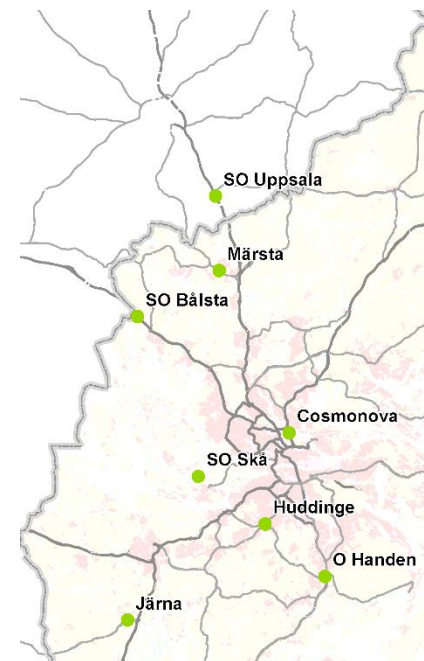 SO Uppsala
Märsta
SO Bålsta
Cosmonova
SO Skå
Huddinge
O Handen
Järna